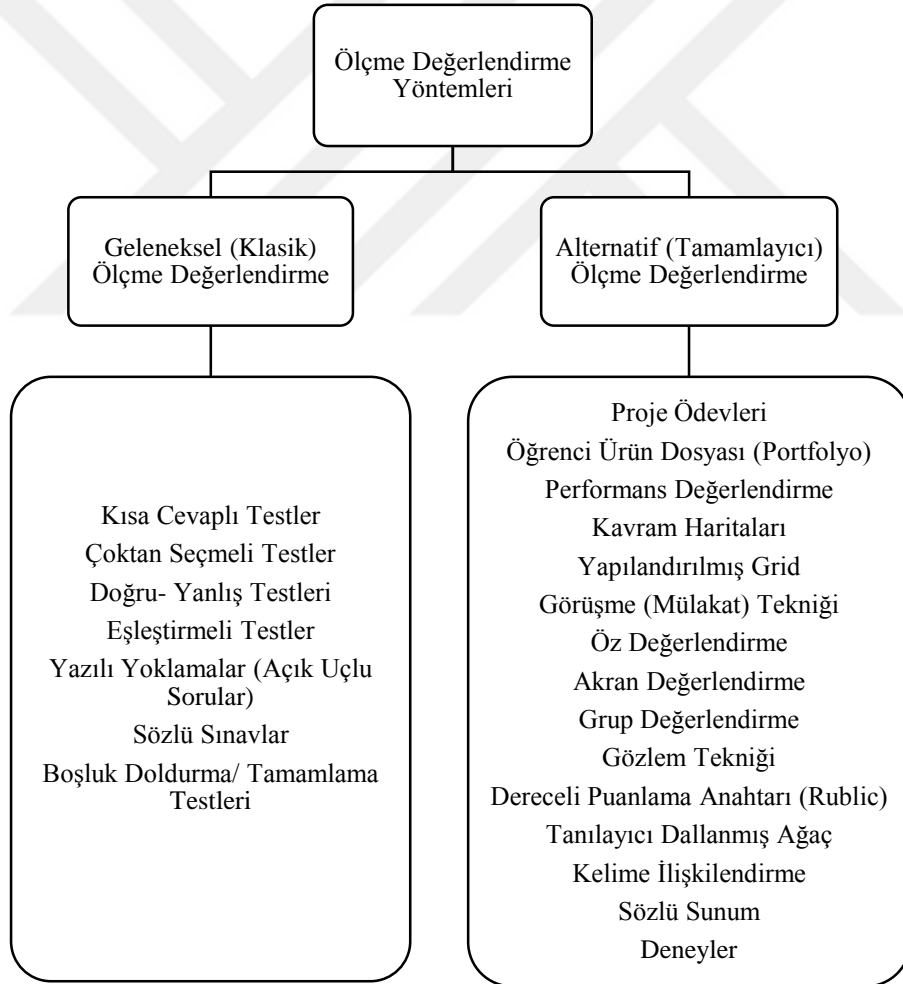 Ölçme Değerlendirme
Yöntemleri
Geleneksel (Klasik)
Ölçme Değerlendirme
Alternatif (Tamamlayıcı)
Ölçme Değerlendirme
Kısa Cevaplı Testler
Çoktan Seçmeli Testler
Doğru- Yanlış Testleri
Eşleştirmeli Testler
Yazılı Yoklamalar (Açık Uçlu
Sorular)
Sözlü Sınavlar
Boşluk Doldurma/ Tamamlama
Testleri
Proje Ödevleri
Öğrenci Ürün Dosyası (Portfolyo)
Performans Değerlendirme
Kavram Haritaları
Yapılandırılmış Grid
Görüşme (Mülakat) Tekniği
Öz Değerlendirme
Akran Değerlendirme
Grup Değerlendirme
Gözlem Tekniği
Dereceli Puanlama Anahtarı (Rublic)
Tanılayıcı Dallanmış Ağaç
Kelime İlişkilendirme
Sözlü Sunum
Deneyler